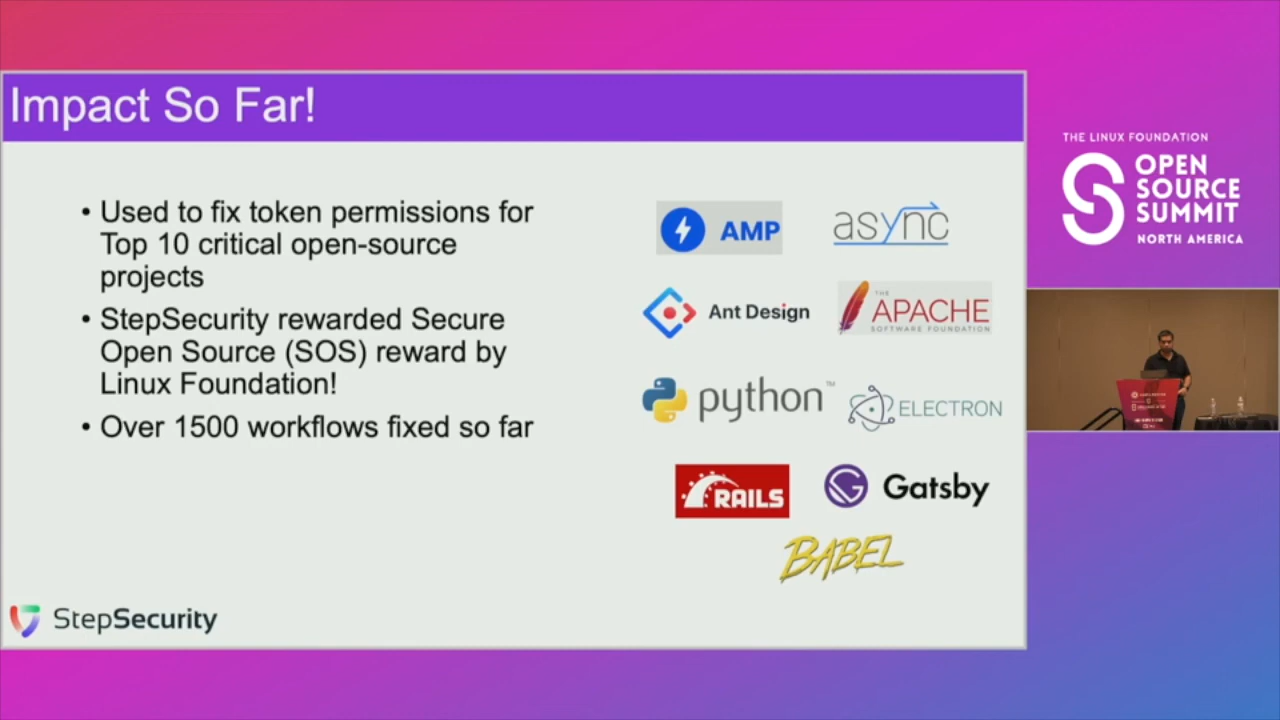 Impact So Far!
• Used to fix token permissions for
Top 10 critical open-source
projects
• StepSecurity rewarded Secure
Open Source (SOS) reward by
Linux Foundation!
• Over 1500 workflows fixed so far
AMP
async
Ant Design
THE
APACHE
SOFTWARE FOUNDATION
python™
ELECTRON
RAILS
Gatsby
BABEL
StepSecurity
THE LINUX FOUNDATION
OPEN
SOURCE
SUMMIT
NORTH AMERICA